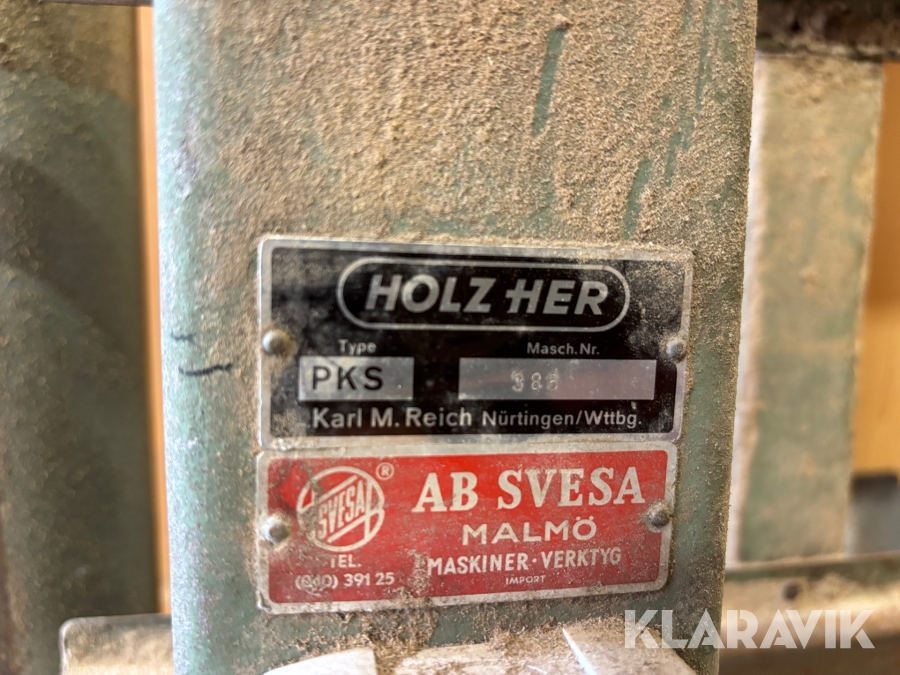 HOLZ-HER
Type Masch.Nr.
PKS
Karl M. Reich Nürtingen/Wttbg.
SVESA ® AB SVESA
MALMÖ
TEL. MASKINER · VERKTYG
(040) 391 25 IMPORT
KLARAVIK